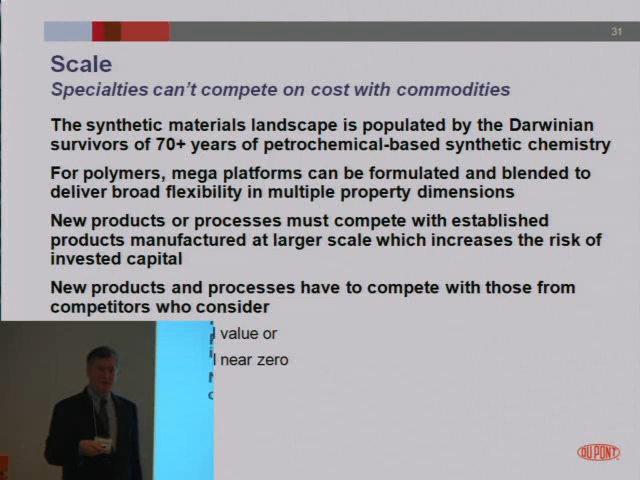 31
Scale
Specialties can't compete on cost with commodities
The synthetic materials landscape is populated by the Darwinian
survivors of 70+ years of petrochemical-based synthetic chemistry
For polymers, mega platforms can be formulated and blended to
deliver broad flexibility in multiple property dimensions
New products or processes must compete with established
products manufactured at larger scale which increases the risk of
invested capital
New products and processes have to compete with those from
competitors who consider
value or
near zero
DU PONT